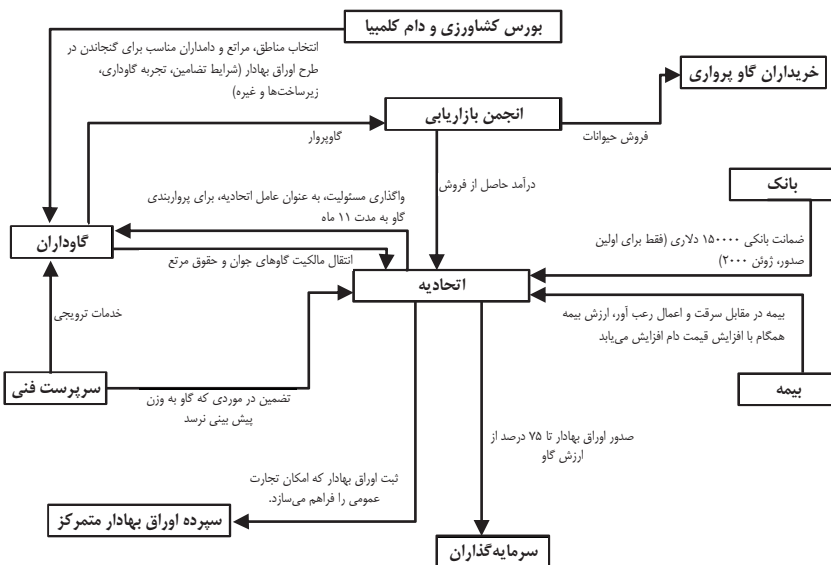 بورس کشاورزی و دام کلمبیا
انتخاب مناطق، مراتع و دامداران مناسب برای گنجاندن در
طرح اوراق بهادار (شرایط تضامین، تجربه گاوداری،
زیرساخت‌ها و غیره)
خریداران گاو پرواری
انجمن بازاریابی
گاوپروار
فروش حیوانات
درآمد حاصل از فروش
بانک
واگذاری مسئولیت، به عنوان عامل اتحادیه، برای پرواربندی
گاو به مدت ۱۱ ماه
گاوداران
ضمانت بانکی ۱۵۰۰۰۰ دلاری (فقط برای اولین
صدور، ژوئن ۲۰۰۰)
انتقال مالکیت گاوهای جوان و حقوق مرتع
اتحادیه
خدمات ترویجی
بیمه در مقابل سرقت و اعمال رعب آور، ارزش بیمه
همگام با افزایش قیمت دام افزایش می‌یابد
سرپرست فنی
بیمه
تضمین در موردی که گاو به وزن
پیش بینی نرسد
صدور اوراق بهادار تا ۷۵ درصد از
ارزش گاو
ثبت اوراق بهادار که امکان تجارت
عمومی را فراهم می‌سازد.
سپرده اوراق بهادار متمرکز
سرمایه‌گذاران